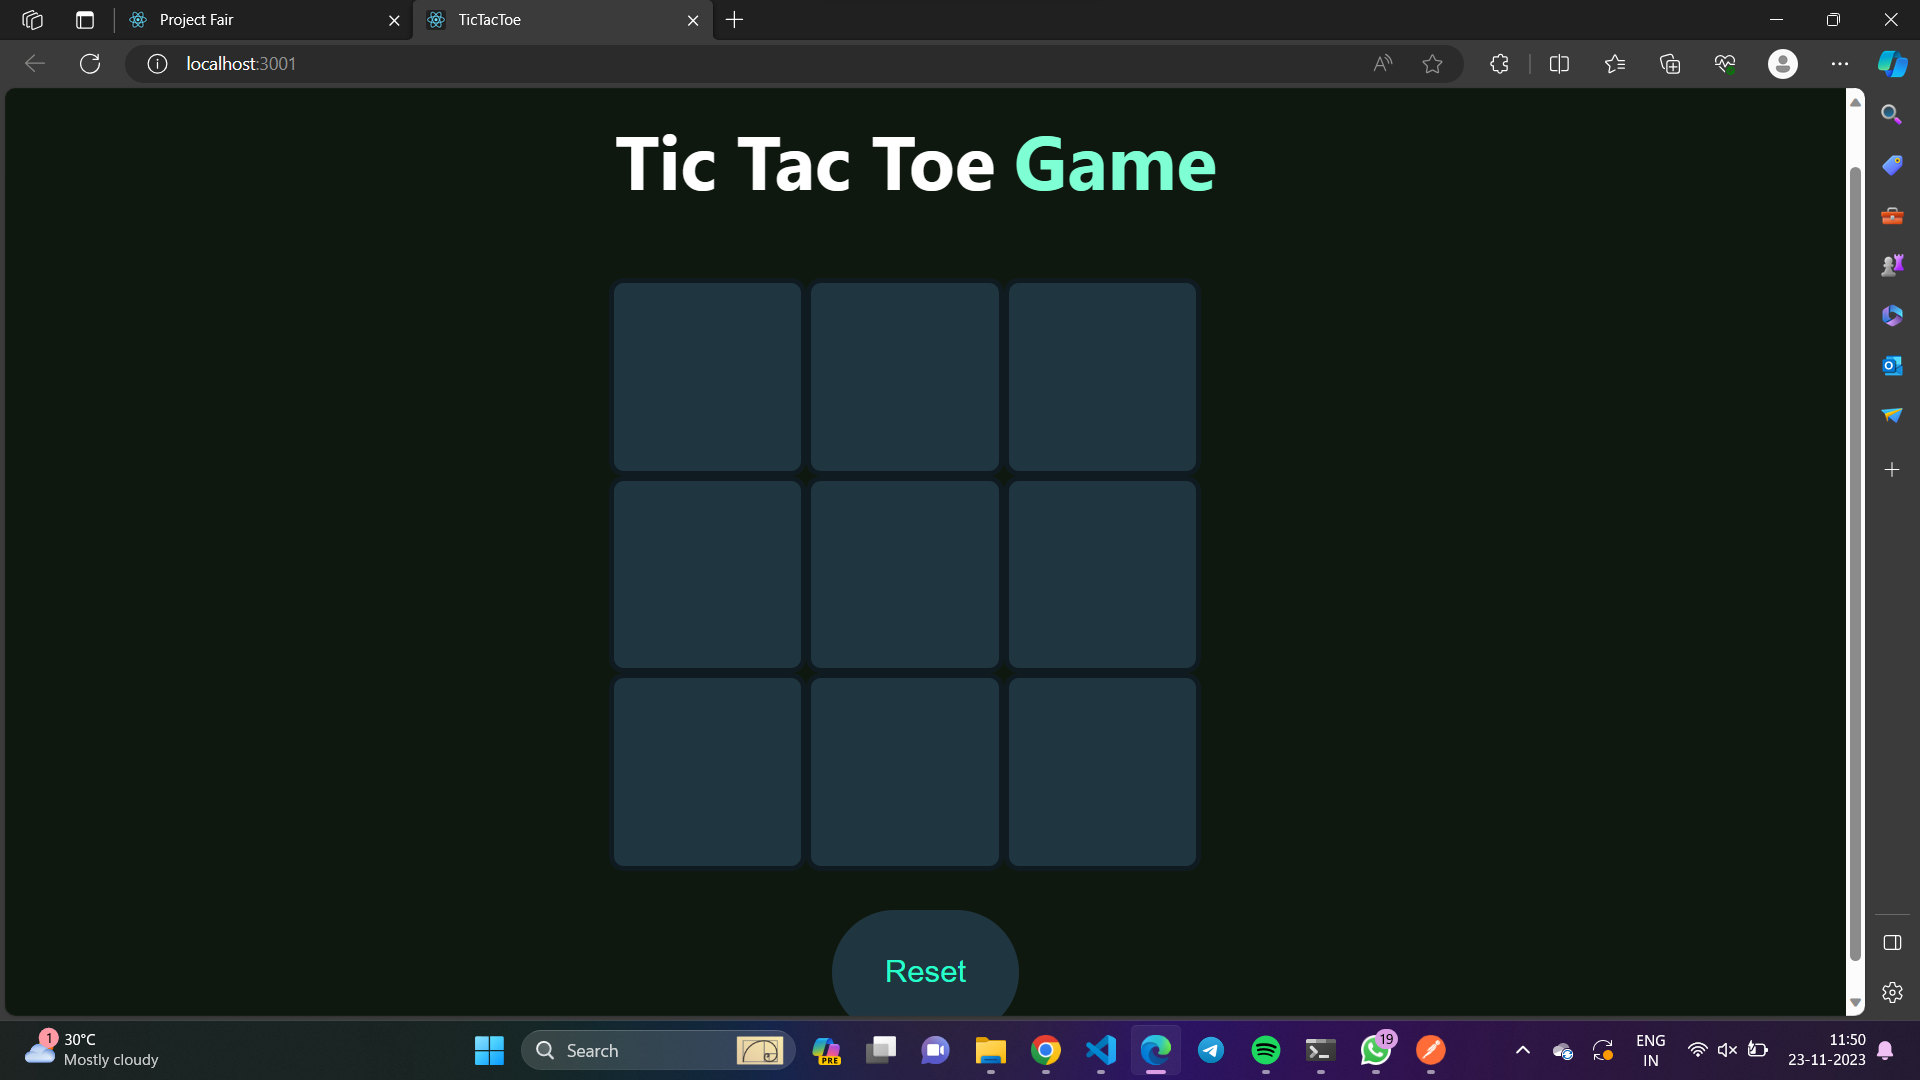 Project Fair
TicTacToe
localhost:3001
Tic Tac Toe Game
Reset
1
30°C
Mostly cloudy
Search
PRE
19
ENG
IN
11:50
23-11-2023